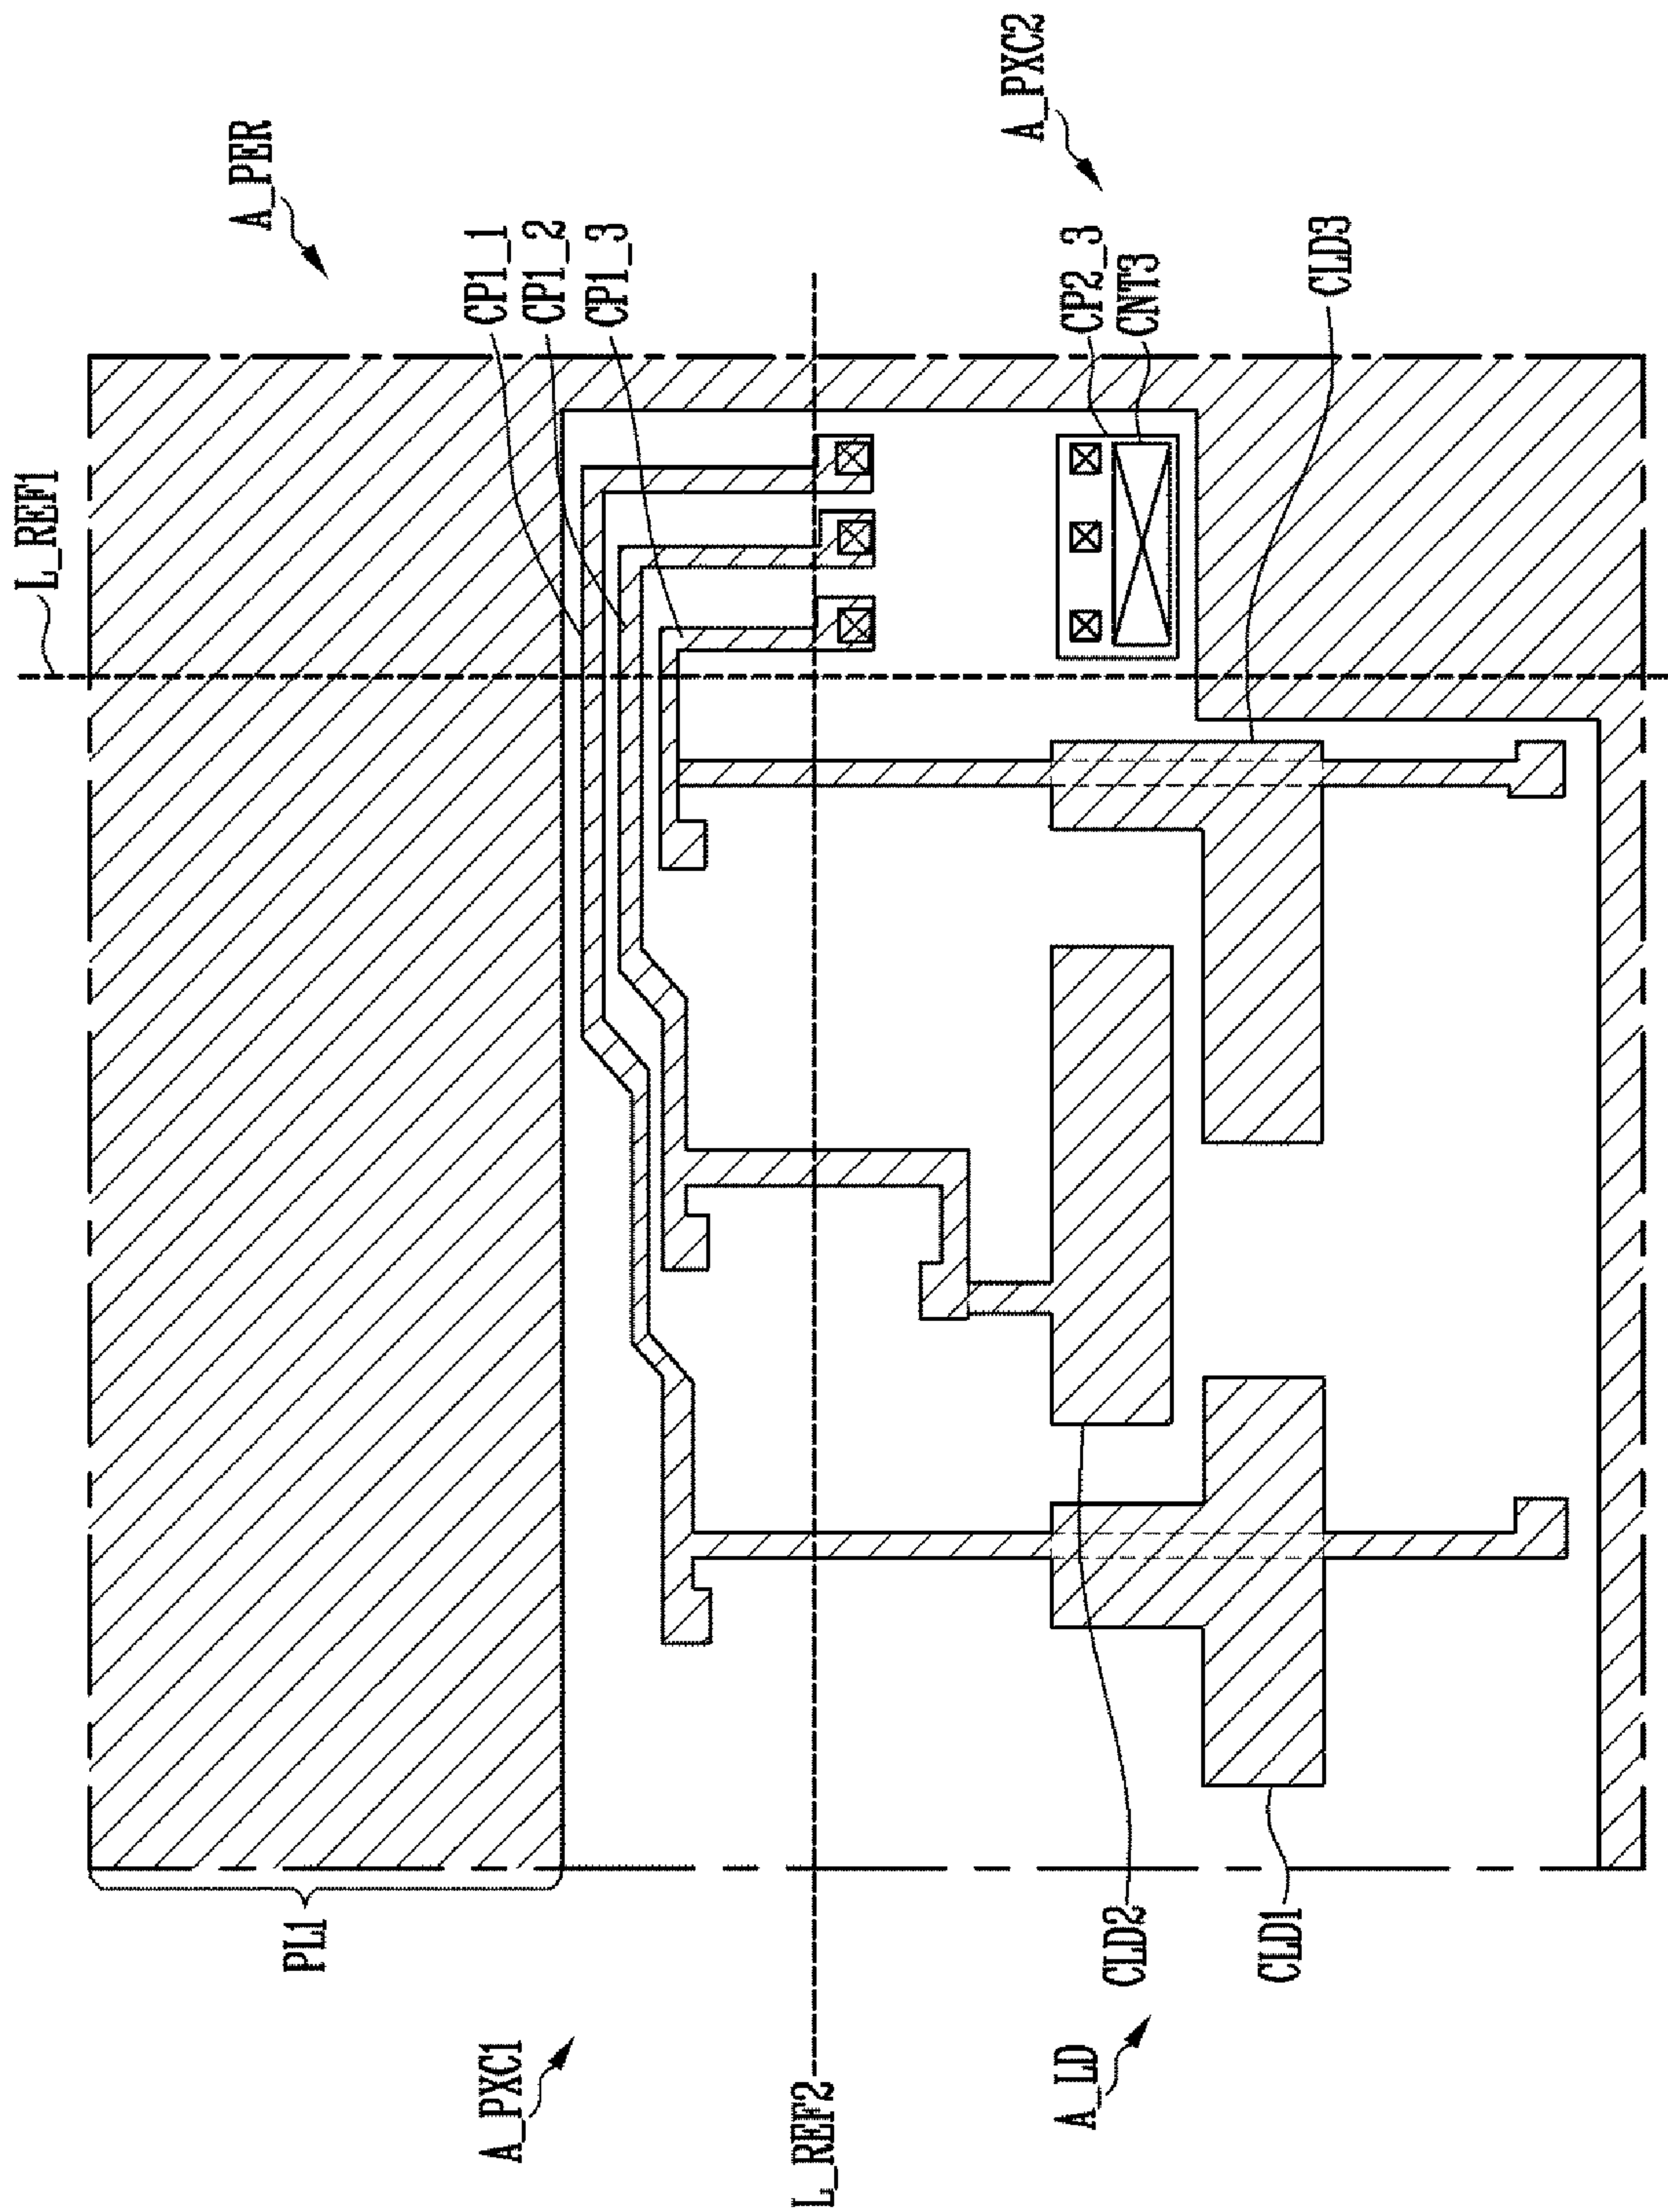 L_REF1
A_PER
CP1_1
CP1_2
CP1_3
A_PXC2
CP2_3
CNT3
CLD3
PL1
A_PXC1
L_REF2
CLD2
CLD1
A_LD